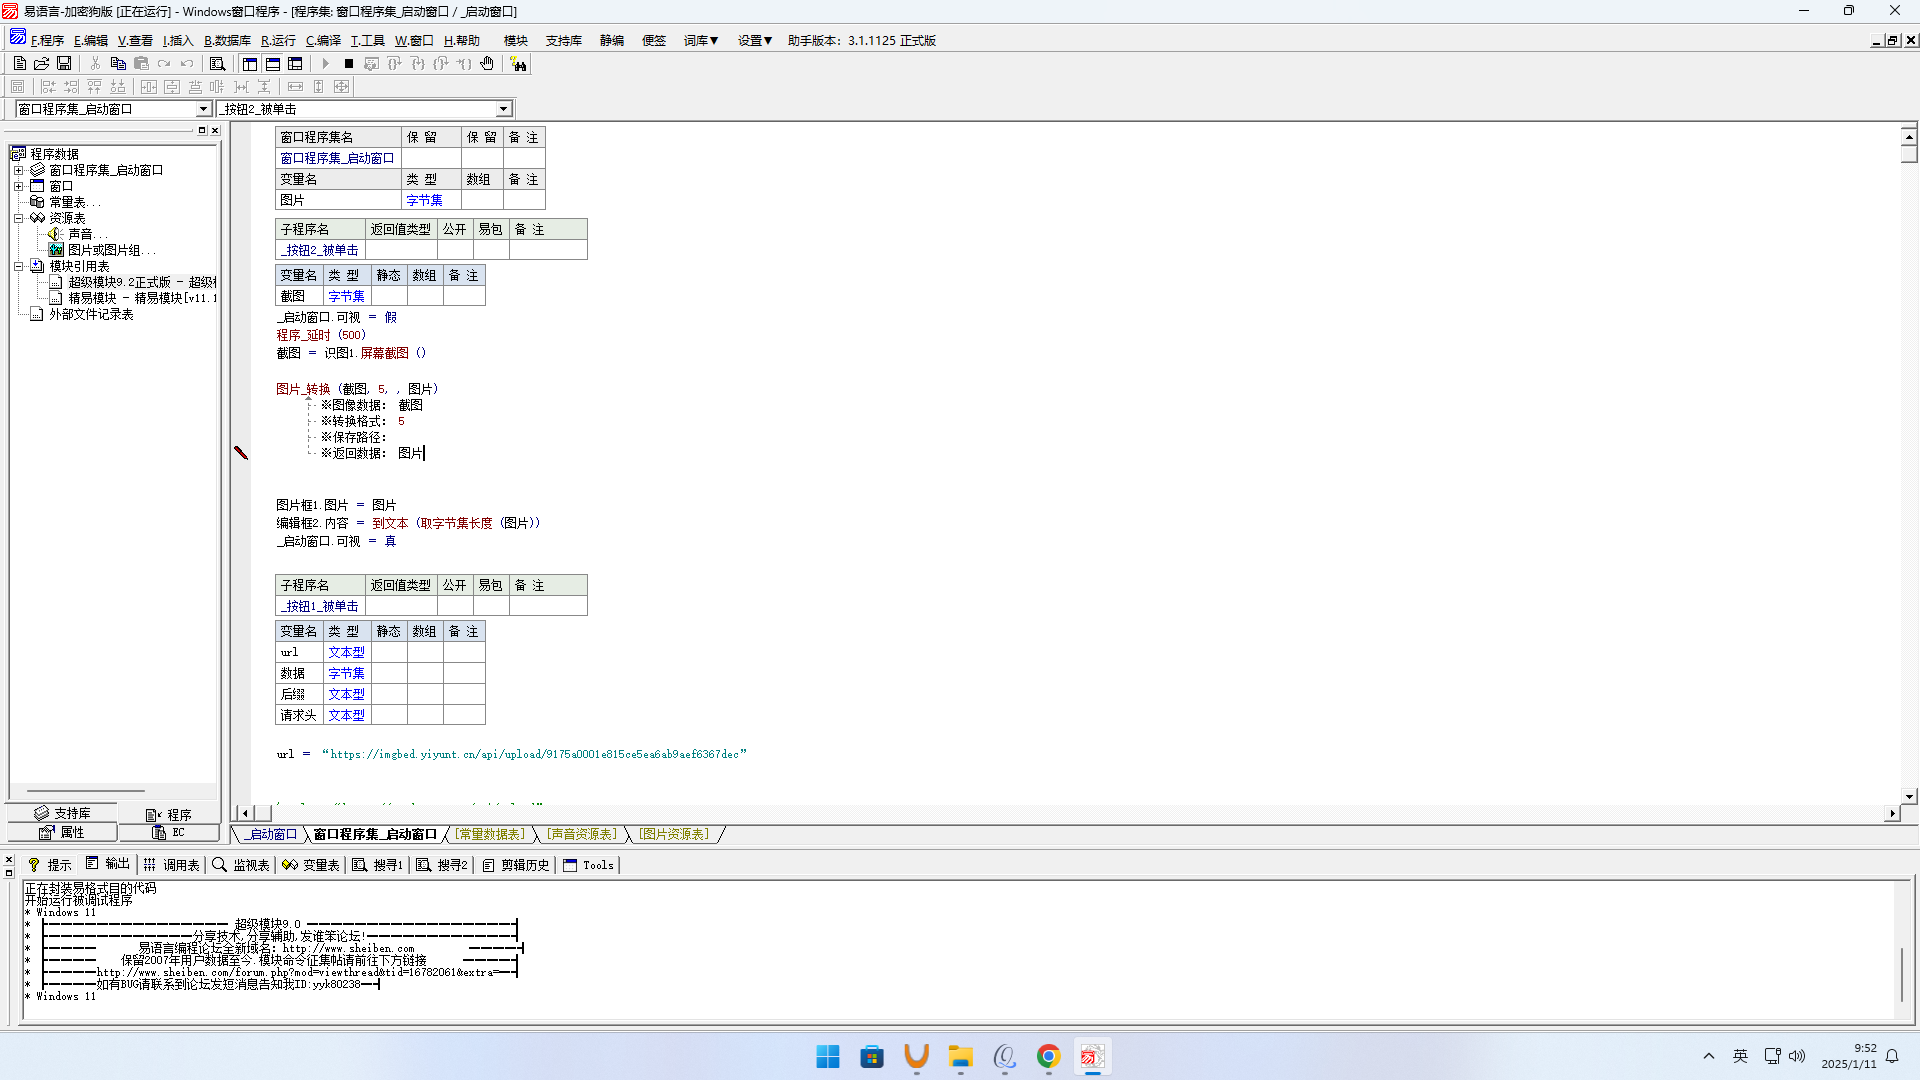 易语言-加密狗版 [正在运行] - Windows窗口程序 - [程序集: 窗口程序集_启动窗口 / _启动窗口]
F.程序 E.编辑 V.查看 I.插入 B.数据库 R.运行 C.编译 T.工具 W.窗口 H.帮助 模块 支持库 静编 便签 词库▼ 设置▼ 助手版本：3.1.1125 正式版
窗口程序集_启动窗口 _按钮2_被单击
程序数据
窗口程序集_启动窗口
窗口
常量表...
资源表
声音...
图片或图片组...
模块引用表
超级模块9.2正式版 - 超级
精易模块 - 精易模块[v11.1
外部文件记录表
支持库 程序
属性 EC
窗口程序集名 保 留 保 留 备 注
窗口程序集_启动窗口
变量名 类 型 数组 备 注
图片 字节集
子程序名 返回值类型 公开 易包 备 注
_按钮2_被单击
变量名 类 型 静态 数组 备 注
截图 字节集
_启动窗口.可视 = 假
程序_延时 (500)
截图 = 识图1.屏幕截图 ()
图片_转换 (截图, 5, , 图片)
※图像数据： 截图
※转换格式： 5
※保存路径：
※返回数据： 图片
图片框1.图片 = 图片
编辑框2.内容 = 到文本 (取字节集长度 (图片))
_启动窗口.可视 = 真
子程序名 返回值类型 公开 易包 备 注
_按钮1_被单击
变量名 类 型 静态 数组 备 注
url 文本型
数据 字节集
后缀 文本型
请求头 文本型
url = “https://imgbed.yiyunt.cn/api/upload/9175a0001e815ce5ea6ab9aef6367dec”
_启动窗口 窗口程序集_启动窗口 [常量数据表] [声音资源表] [图片资源表]
提示 输出 调用表 监视表 变量表 搜寻1 搜寻2 剪辑历史 Tools
正在封装易格式目的代码
开始运行被调试程序
* Windows 11
* ┣━━━━━━━━━━━━━━━━━━ 超级模块9.0 ━━━━━━━━━━━━━━━━━━━━┫
* ┣━━━━━━━━━━━━━━分享技术,分享辅助,发谁笨论坛!━━━━━━━━━━━━━━┫
* ┣━━━━━ 易语言编程论坛全新域名：http://www.sheiben.com ━━━━━┫
* ┣━━━━━ 保留2007年用户数据至今.模块命令征集帖请前往下方链接 ━━━━━┫
* ┣━━━━━http://www.sheiben.com/forum.php?mod=viewthread&tid=16782061&extra=━━┫
* ┣━━━━━如有BUG请联系到论坛发短消息告知我ID:yyk80238━━┫
* Windows 11
英
9:52
2025/1/11